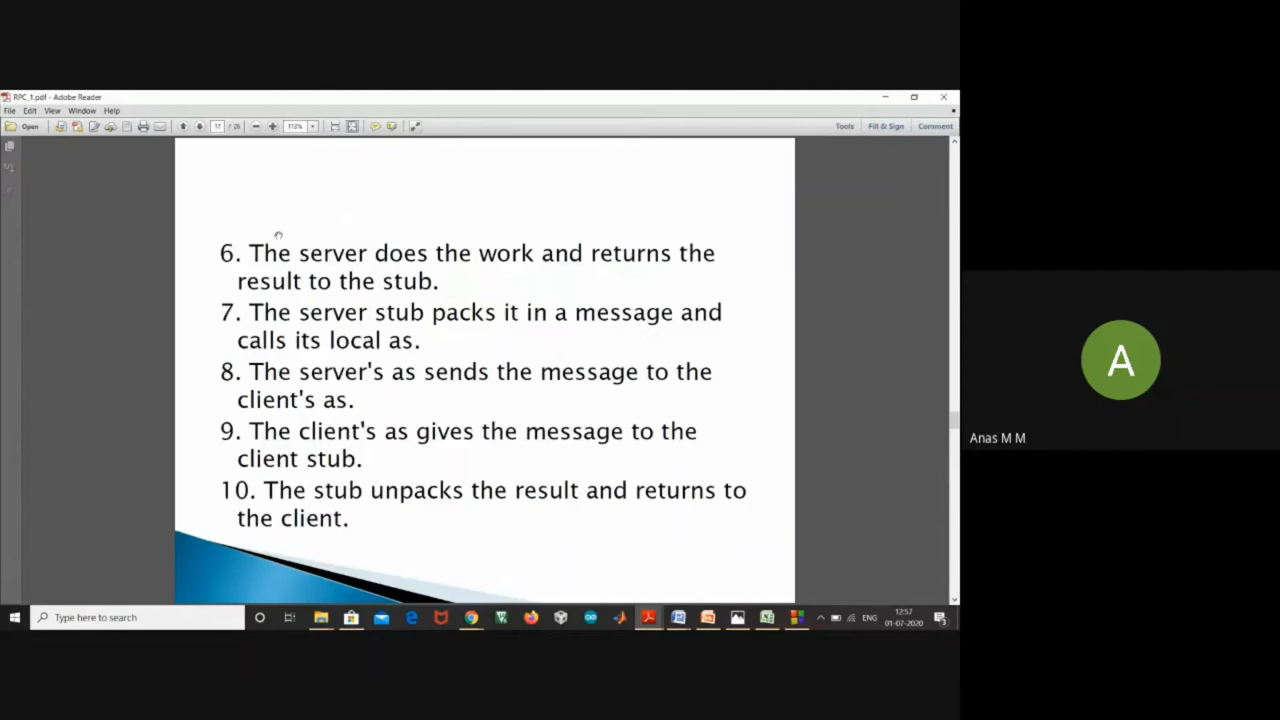 RPC_1.pdf - Adobe Reader
File Edit View Window Help
Open 17 / 26 113% Tools Fill & Sign Comment
6. The server does the work and returns the
result to the stub.
7. The server stub packs it in a message and
calls its local as.
8. The server's as sends the message to the
client's as.
9. The client's as gives the message to the
client stub.
10. The stub unpacks the result and returns to
the client.
A
Anas M M
Type here to search
ENG
12:57
01-07-2020